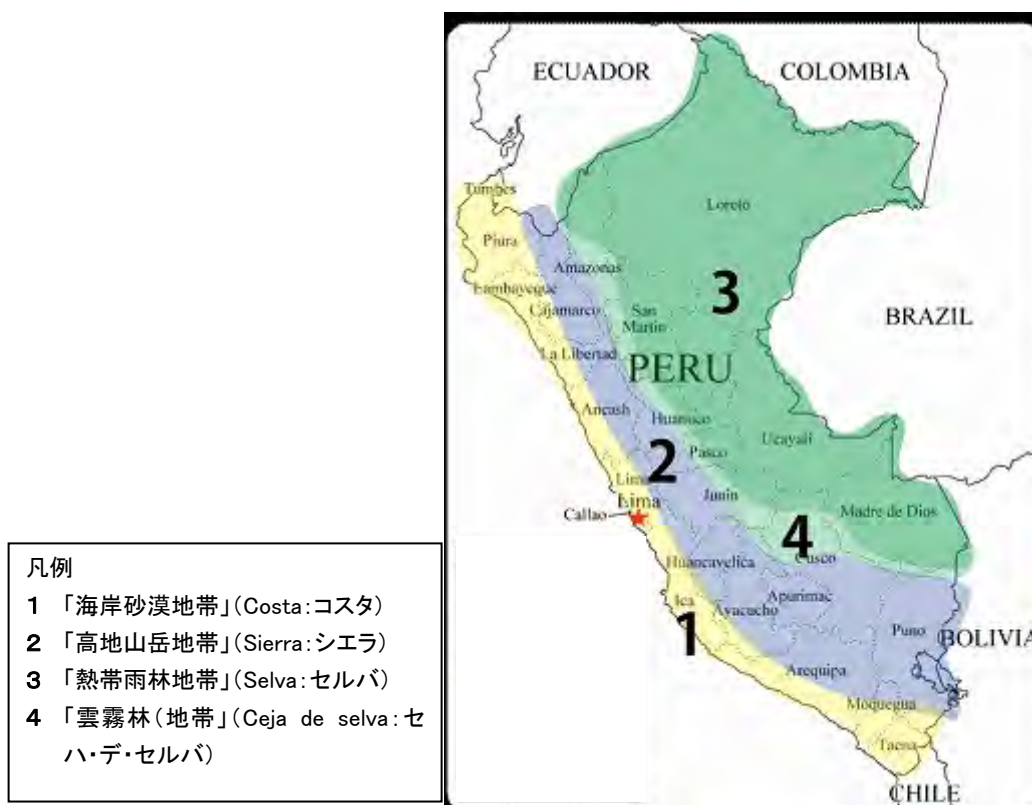 凡例
1 「海岸砂漠地帯」(Costa:コスタ)
2 「高地山岳地帯」(Sierra:シエラ)
3 「熱帯雨林地帯」(Selva:セルバ)
4 「雲霧林(地帯」(Ceja de selva:セ
ハ・デ・セルバ)
ECUADOR
COLOMBIA
Tumbes
Loreto
Piura
Amazonas
Lambayeque
3
Cajamarco
San
Martin
BRAZIL
La Libertad
PERU
Ancash
Huanuco
Ucayali
2
Pasco
Lima
Junin
Lima
Callao
Madre de Dios
4
Cusco
Huancavelica
Apurimac
Ica
Ayacucho
1
Puno
BOLIVIA
Arequipa
Moquegua
Tacna
CHILE